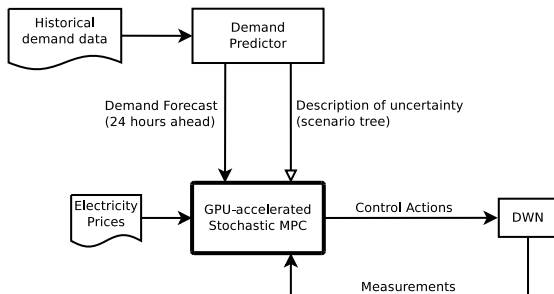 Historical
demand data
Demand
Predictor
Demand Forecast
(24 hours ahead)
Description of uncertainty
(scenario tree)
Electricity
Prices
GPU-accelerated
Stochastic MPC
Control Actions
DWN
Measurements